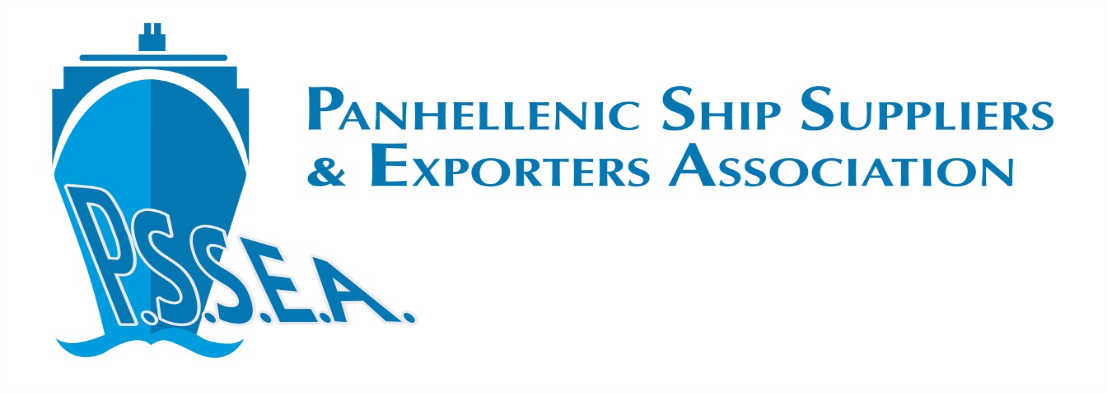 PANHELLENIC SHIP SUPPLIERS
& EXPORTERS ASSOCIATION
P.S.S.E.A.